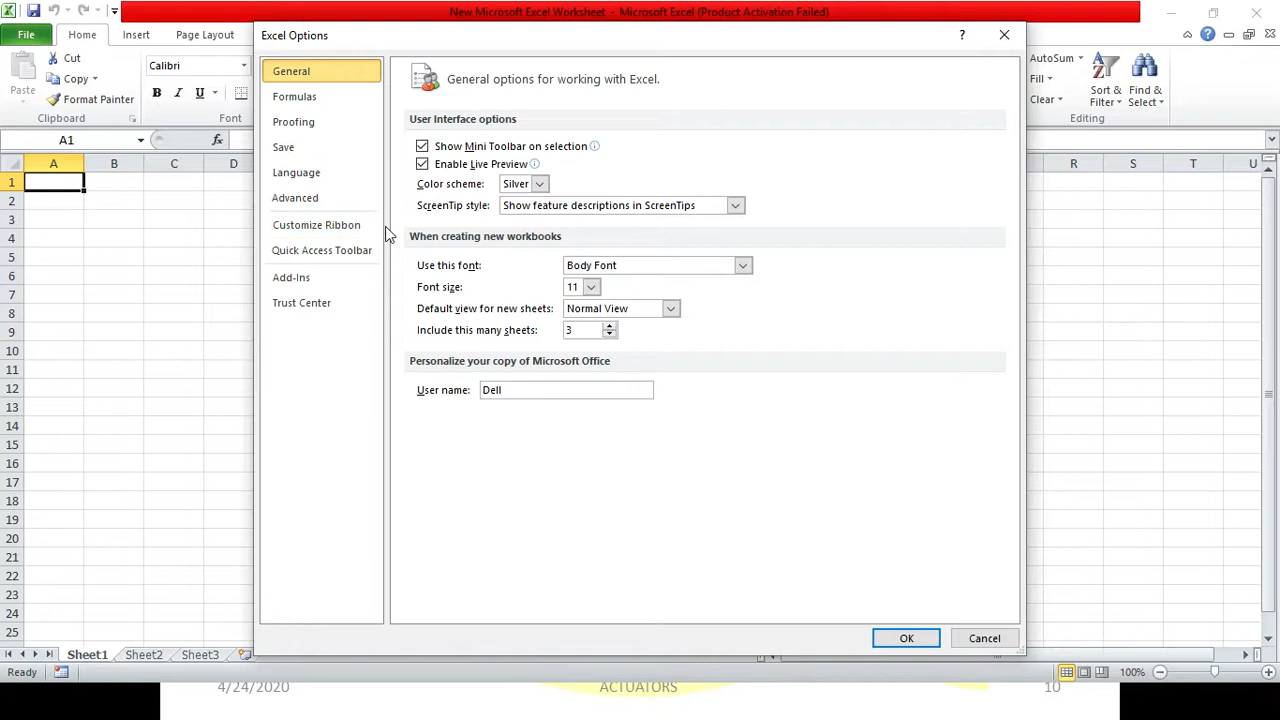 New Microsoft Excel Worksheet - Microsoft Excel (Product Activation Failed)
File Home Insert Page Layout
Excel Options
Cut
Copy
Format Painter
Paste
Clipboard
Calibri
B I U
Font
AutoSum
Fill
Clear
Sort & Filter
Find & Select
Editing
A1
fx
A B C D R S T U
1
2
3
4
5
6
7
8
9
10
11
12
13
14
15
16
17
18
19
20
21
22
23
24
25
General
Formulas
Proofing
Save
Language
Advanced
Customize Ribbon
Quick Access Toolbar
Add-Ins
Trust Center
General options for working with Excel.
User Interface options
Show Mini Toolbar on selection
Enable Live Preview
Color scheme: Silver
ScreenTip style: Show feature descriptions in ScreenTips
When creating new workbooks
Use this font: Body Font
Font size: 11
Default view for new sheets: Normal View
Include this many sheets: 3
Personalize your copy of Microsoft Office
User name: Dell
OK Cancel
Sheet1 Sheet2 Sheet3
Ready 100%
4/24/2020 ACTUATORS 10